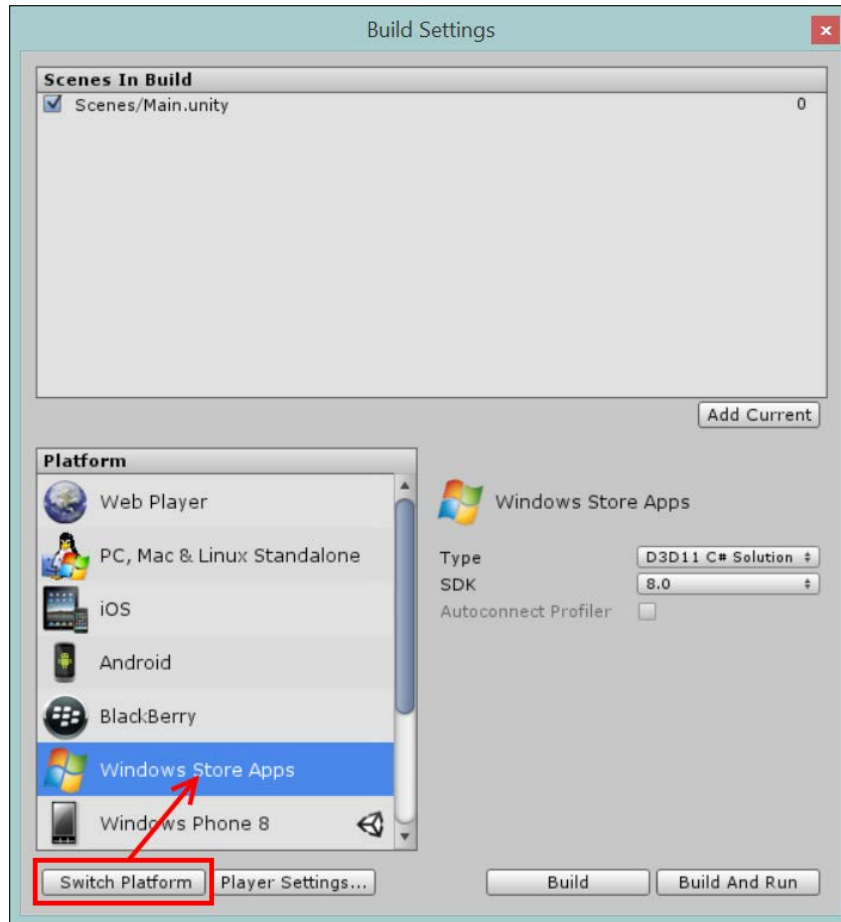 Build Settings
x
Scenes In Build
Scenes/Main.unity 0
Add Current
Platform
Web Player
PC, Mac & Linux Standalone
iOS
Android
BlackBerry
Windows Store Apps
Windows Phone 8
Windows Store Apps
Type D3D11 C# Solution
SDK 8.0
Autoconnect Profiler
Switch Platform Player Settings... Build Build And Run